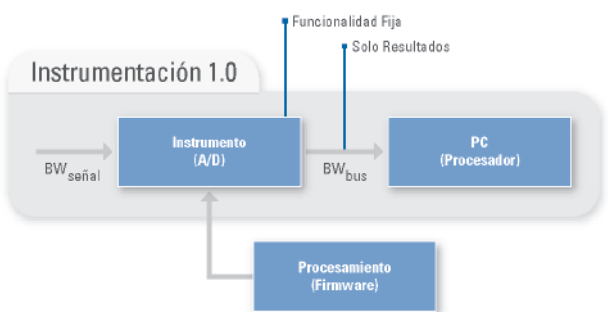 Funcionalidad Fija
Solo Resultados
Instrumentación 1.0
Instrumento
(A/D)
PC
(Procesador)
BWseñal
BWbus
Procesamiento
(Firmware)